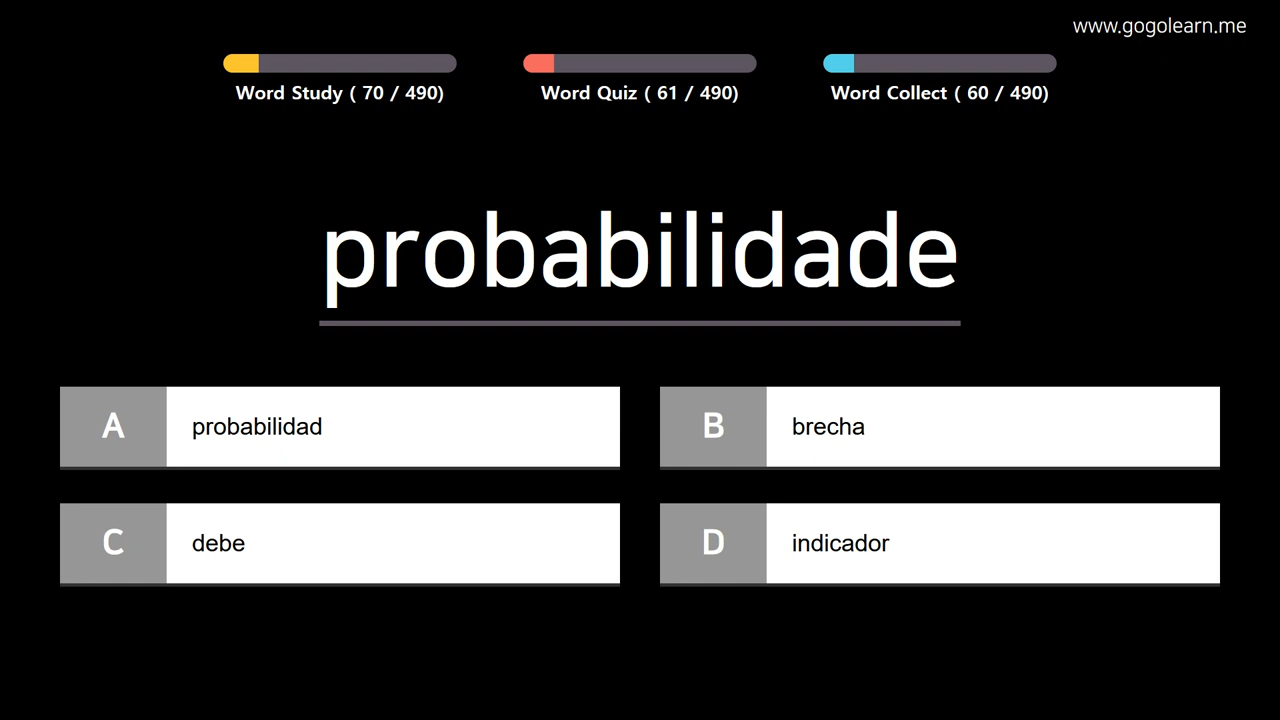 www.gogolearn.me
Word Study ( 70 / 490)
Word Quiz ( 61 / 490)
Word Collect ( 60 / 490)
probabilidade
A probabilidad
B brecha
C debe
D indicador